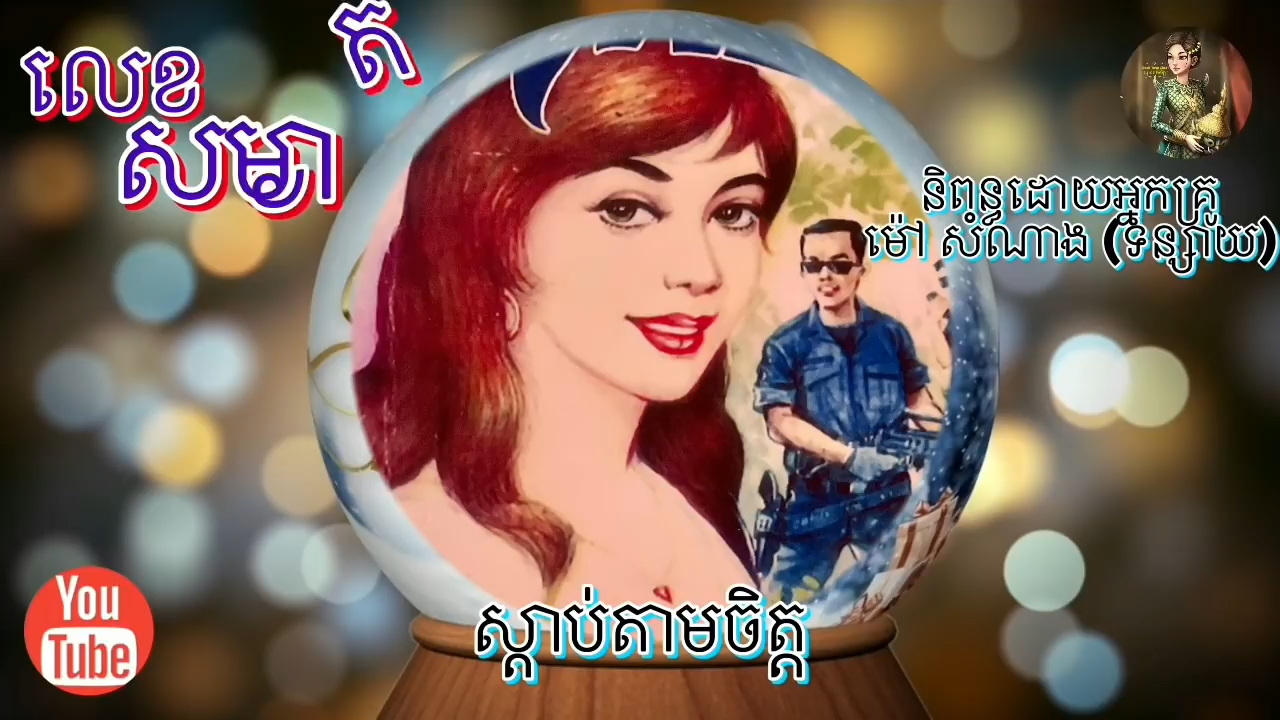 លេខ
សម្ងា
ត់
និពន្ធដោយអ្នកគ្រូ
ម៉ៅ សំណាង (ទន្សាយ)
ស្ដាប់តាមចិត្ត
You
Tube